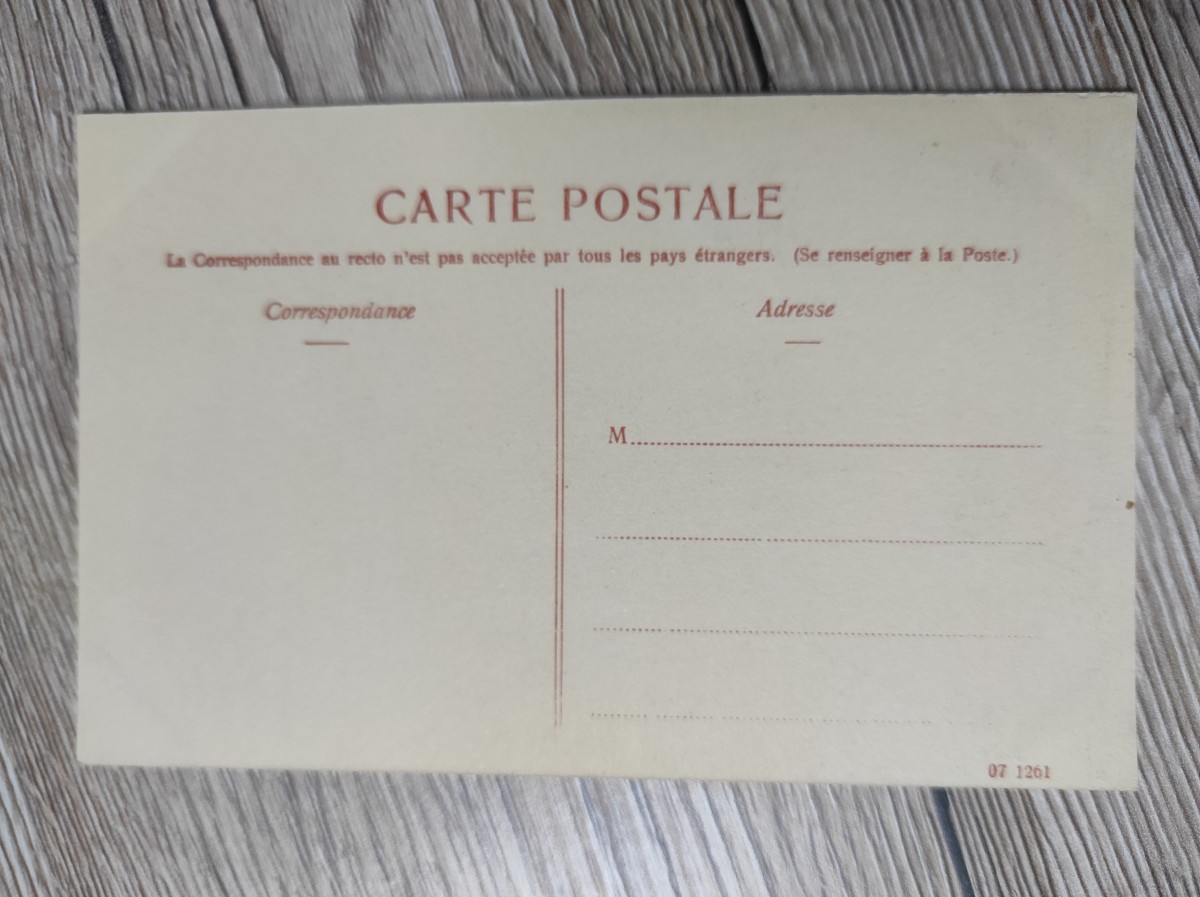 CARTE POSTALE
La Correspondance au recto n'est pas acceptée par tous les pays étrangers. (Se renseigner à la Poste.)
Correspondance
Adresse
M
07 1261